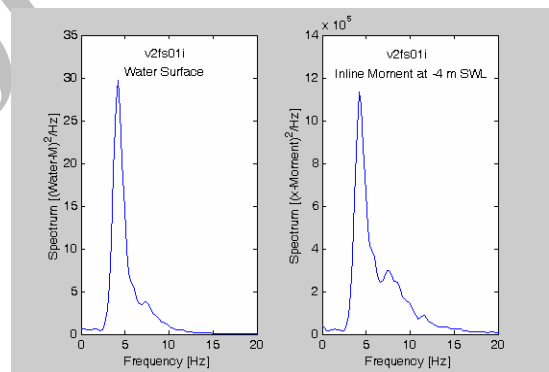 v2fs01i
Water Surface
Spectrum [(Water-M)^2/Hz]
35
30
25
20
15
10
5
0
0 5 10 15 20
Frequency [Hz]
x 10^5
v2fs01i
Inline Moment at -4 m SWL
Spectrum [(x-Moment)^2/Hz]
14
12
10
8
6
4
2
0
0 5 10 15 20
Frequency [Hz]